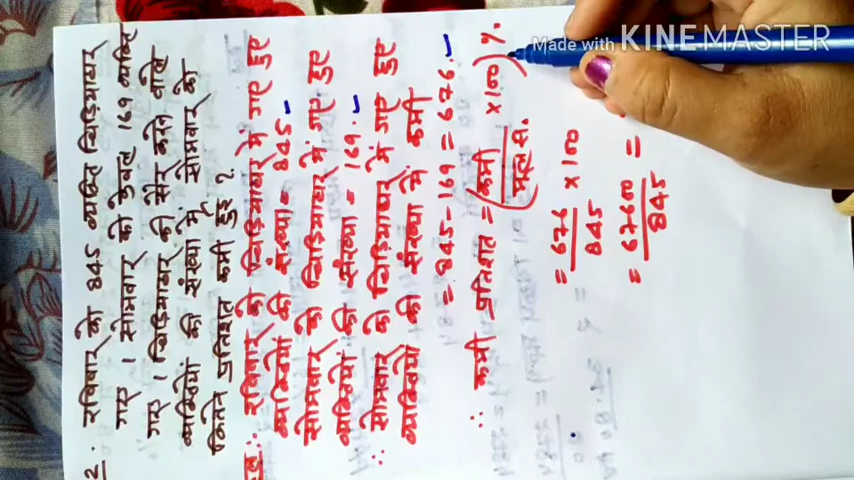 2. रविवार को 845 व्यक्ति चिड़ियाघर
गए । सोमवार को केवल 169 व्यक्ति
गए । चिड़ियाघर की सैर करने वाले
व्यक्तियों की संख्या में सोमवार को
कितने प्रतिशत कमी हुई ?
हल: रविवार को चिड़ियाघर में गए हुए
व्यक्तियों की संख्या = 845
सोमवार को चिड़ियाघर में गए हुए
व्यक्तियों की संख्या = 169
∴ सोमवार को चिड़ियाघर में गए हुए
व्यक्तियों की संख्या में कमी
= 845 - 169 = 676
∴ कमी प्रतिशत = (कमी / मूल सं. × 100) %
= 676 / 845 × 100
= 67600 / 845 =
Made with KINEMASTER